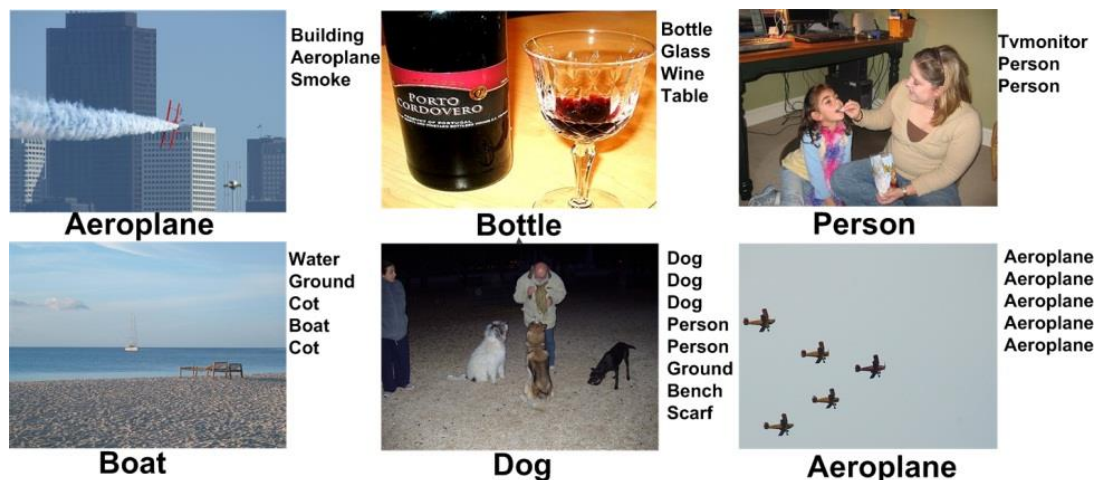 Building
Aeroplane
Smoke
Aeroplane
PORTO
CORDOVERO
Bottle
Glass
Wine
Table
Bottle
Tvmonitor
Person
Person
Person
Water
Ground
Cot
Boat
Cot
Boat
Dog
Dog
Dog
Person
Person
Ground
Bench
Scarf
Dog
Aeroplane
Aeroplane
Aeroplane
Aeroplane
Aeroplane
Aeroplane